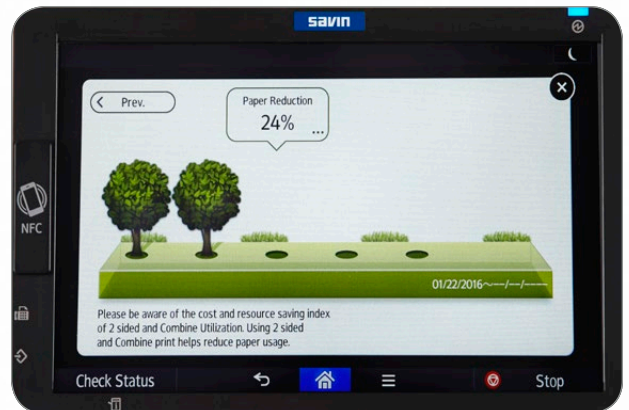 savin
< Prev.
Paper Reduction
24%
...
NFC
01/22/2016~--/--/----
Please be aware of the cost and resource saving index
of 2 sided and Combine Utilization. Using 2 sided
and Combine print helps reduce paper usage.
Check Status
Stop